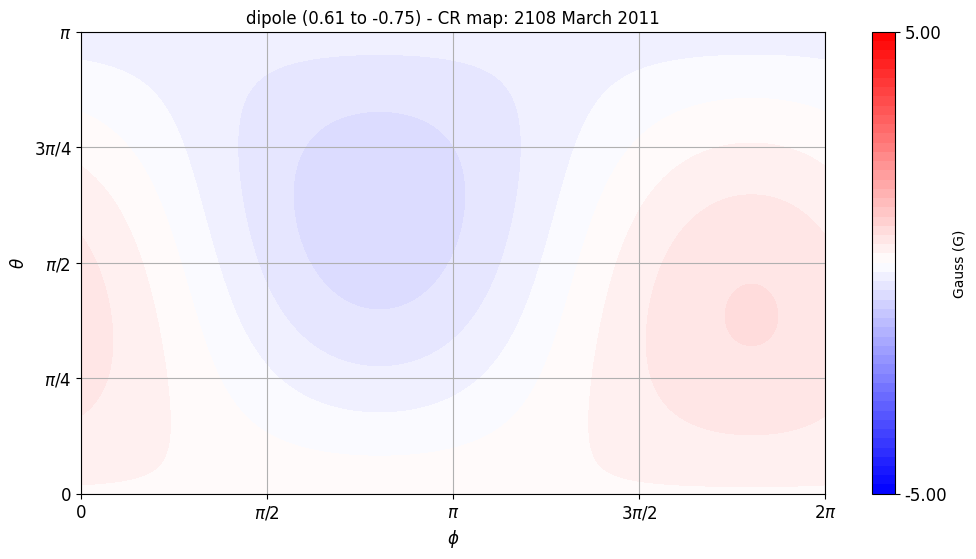 dipole (0.61 to -0.75) - CR map: 2108 March 2011
π
3π/4
π/2
π/4
0
θ
0
π/2
π
3π/2
2π
ϕ
5.00
-5.00
Gauss (G)